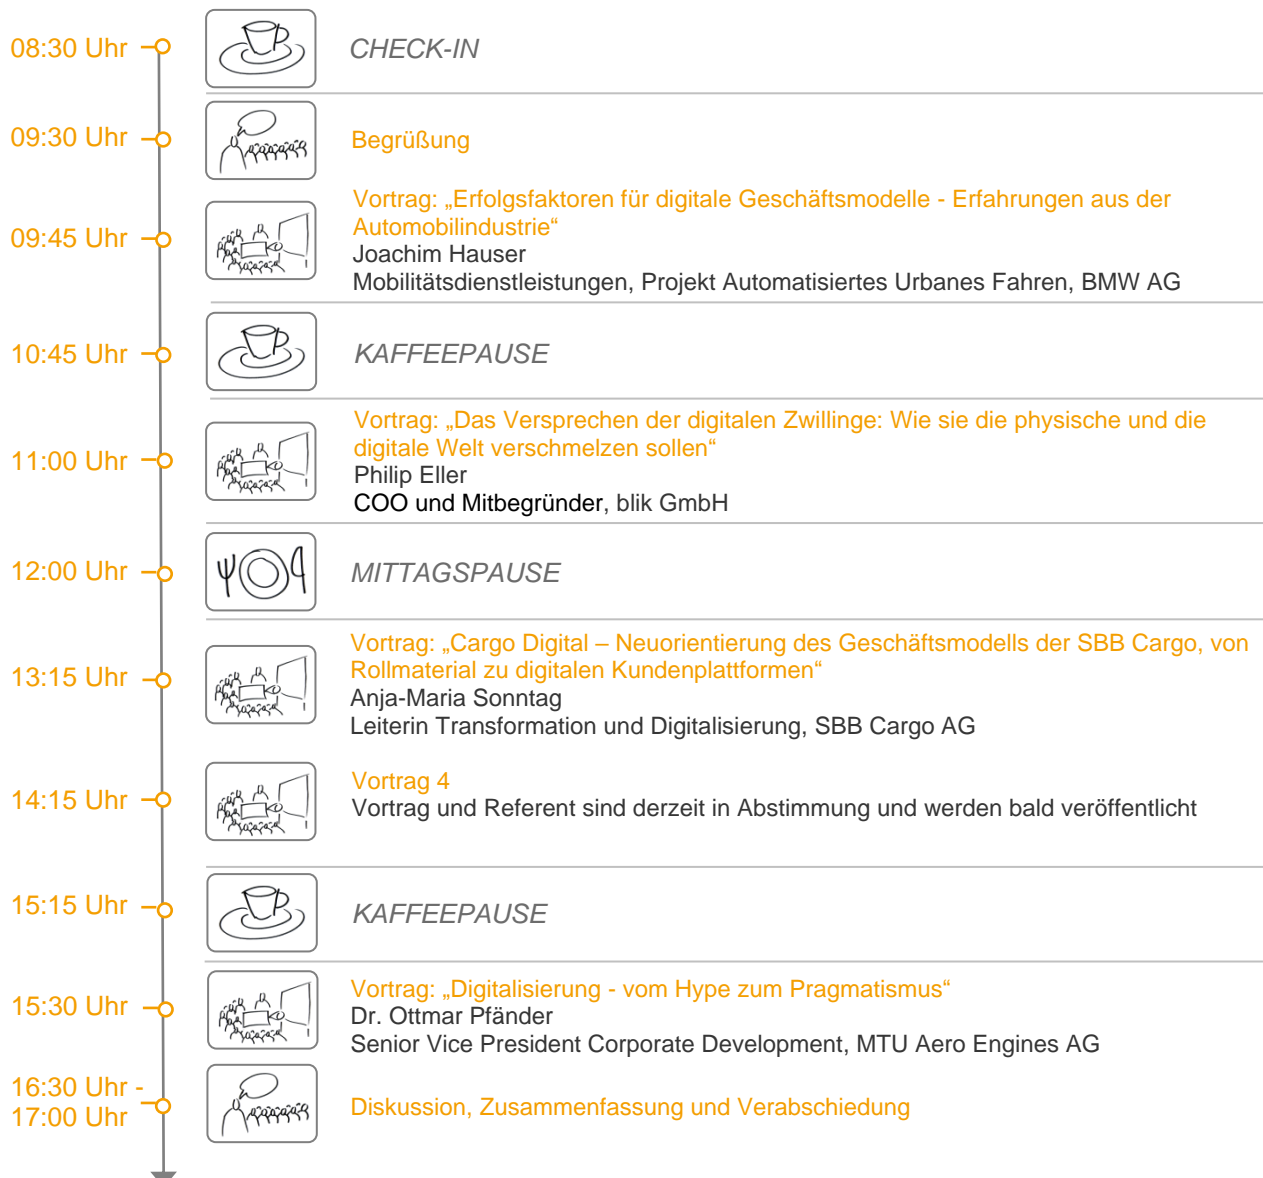 08:30 Uhr
CHECK-IN
09:30 Uhr
Begrüßung
09:45 Uhr
Vortrag: „Erfolgsfaktoren für digitale Geschäftsmodelle - Erfahrungen aus der
Automobilindustrie“
Joachim Hauser
Mobilitätsdienstleistungen, Projekt Automatisiertes Urbanes Fahren, BMW AG
10:45 Uhr
KAFFEEPAUSE
11:00 Uhr
Vortrag: „Das Versprechen der digitalen Zwillinge: Wie sie die physische und die
digitale Welt verschmelzen sollen“
Philip Eller
COO und Mitbegründer, blik GmbH
12:00 Uhr
MITTAGSPAUSE
13:15 Uhr
Vortrag: „Cargo Digital – Neuorientierung des Geschäftsmodells der SBB Cargo, von
Rollmaterial zu digitalen Kundenplattformen“
Anja-Maria Sonntag
Leiterin Transformation und Digitalisierung, SBB Cargo AG
14:15 Uhr
Vortrag 4
Vortrag und Referent sind derzeit in Abstimmung und werden bald veröffentlicht
15:15 Uhr
KAFFEEPAUSE
15:30 Uhr
Vortrag: „Digitalisierung - vom Hype zum Pragmatismus“
Dr. Ottmar Pfänder
Senior Vice President Corporate Development, MTU Aero Engines AG
16:30 Uhr -
17:00 Uhr
Diskussion, Zusammenfassung und Verabschiedung